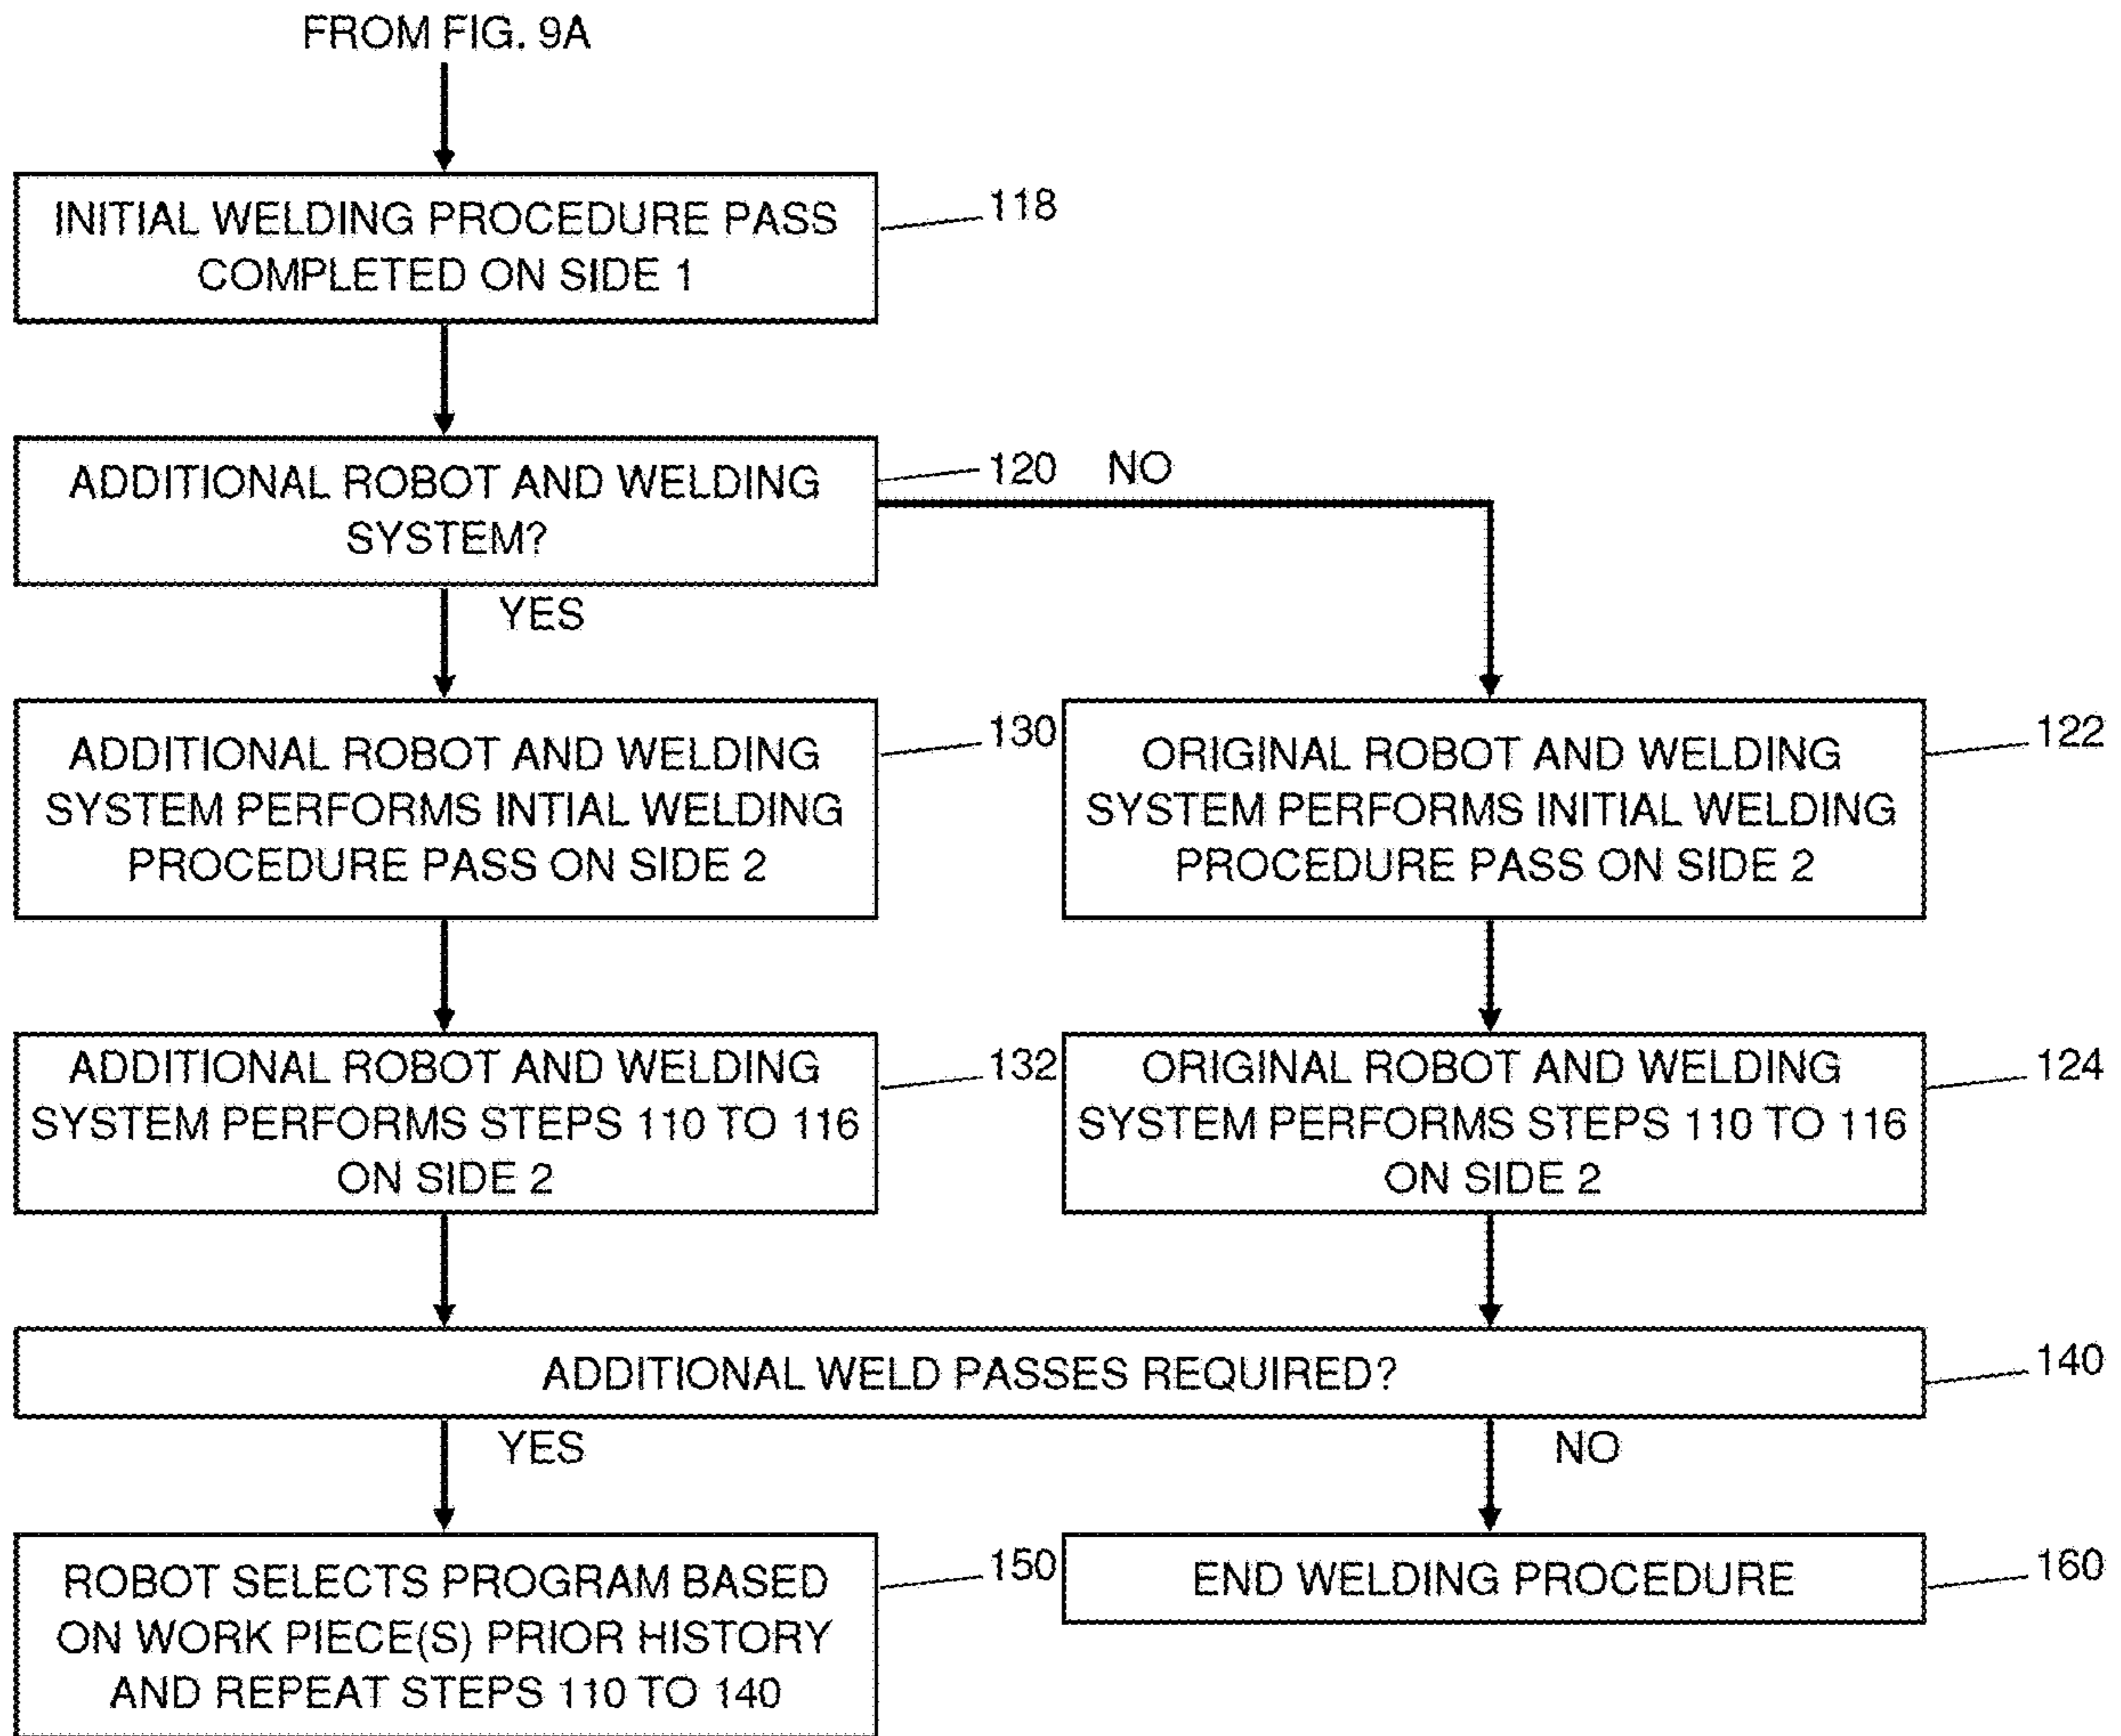 FROM FIG. 9A
INITIAL WELDING PROCEDURE PASS
COMPLETED ON SIDE 1
118
ADDITIONAL ROBOT AND WELDING
SYSTEM?
120
NO
YES
ADDITIONAL ROBOT AND WELDING
SYSTEM PERFORMS INTIAL WELDING
PROCEDURE PASS ON SIDE 2
130
ORIGINAL ROBOT AND WELDING
SYSTEM PERFORMS INITIAL WELDING
PROCEDURE PASS ON SIDE 2
122
ADDITIONAL ROBOT AND WELDING
SYSTEM PERFORMS STEPS 110 TO 116
ON SIDE 2
132
ORIGINAL ROBOT AND WELDING
SYSTEM PERFORMS STEPS 110 TO 116
ON SIDE 2
124
ADDITIONAL WELD PASSES REQUIRED?
140
YES
NO
ROBOT SELECTS PROGRAM BASED
ON WORK PIECE(S) PRIOR HISTORY
AND REPEAT STEPS 110 TO 140
150
END WELDING PROCEDURE
160